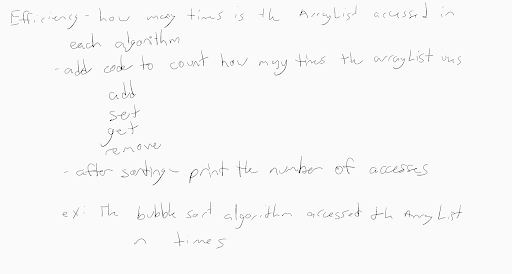 Efficiency - how many times is the ArrayList accessed in
each algorithm
- add code to count how many times the arrayList uses
add
set
get
remove
- after sorting - print the number of accesses
ex: The bubble sort algorithm accessed the ArrayList
n times